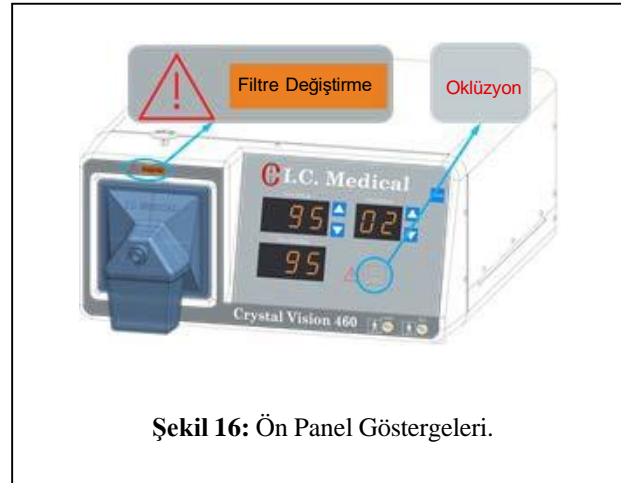 Filtre Değiştirme
Oklüzyon
I.C. Medical
95
02
95
Crystal Vision 460
Şekil 16: Ön Panel Göstergeleri.